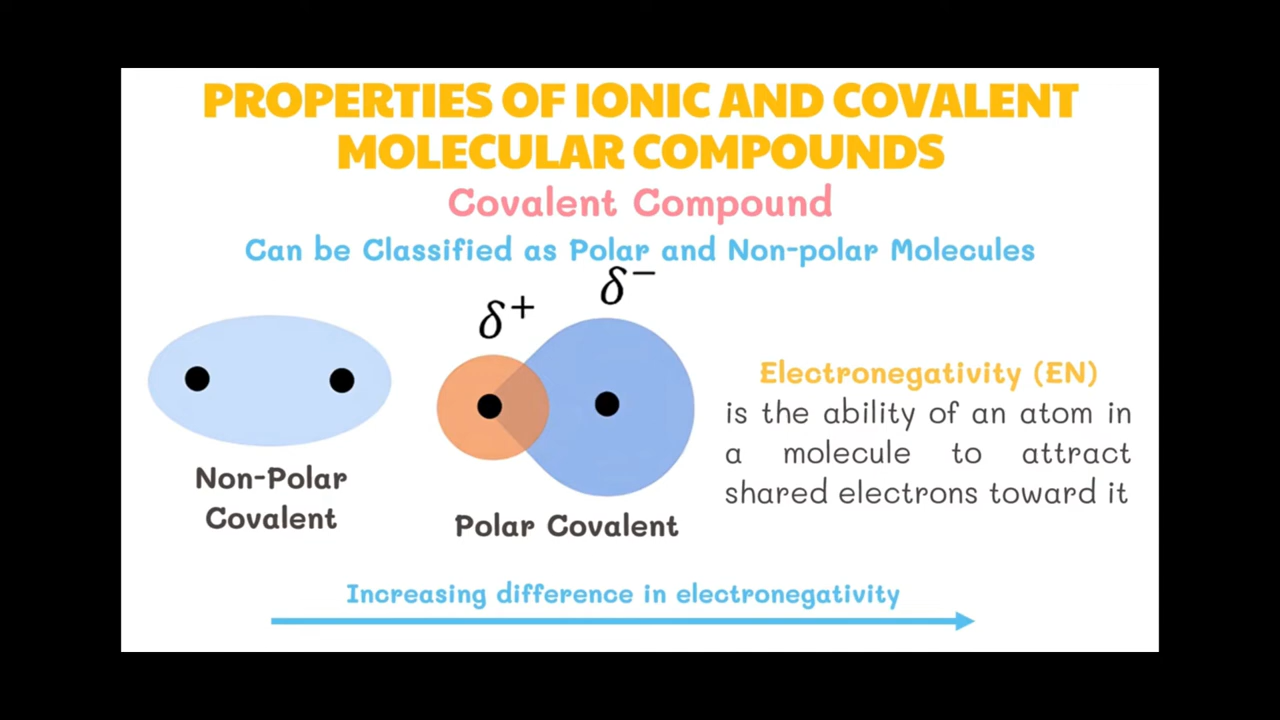 PROPERTIES OF IONIC AND COVALENT
MOLECULAR COMPOUNDS
Covalent Compound
Can be Classified as Polar and Non-polar Molecules
δ+
δ−
Non-Polar
Covalent
Polar Covalent
Electronegativity (EN)
is the ability of an atom in
a molecule to attract
shared electrons toward it
Increasing difference in electronegativity